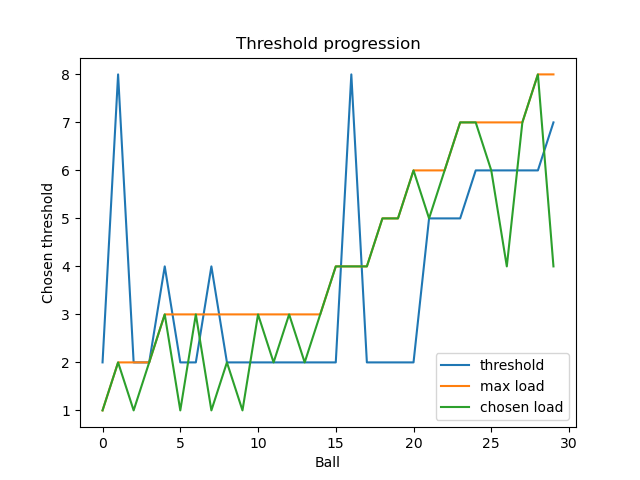 Threshold progression
Chosen threshold
8
7
6
5
4
3
2
1
threshold
max load
chosen load
0 5 10 15 20 25 30
Ball